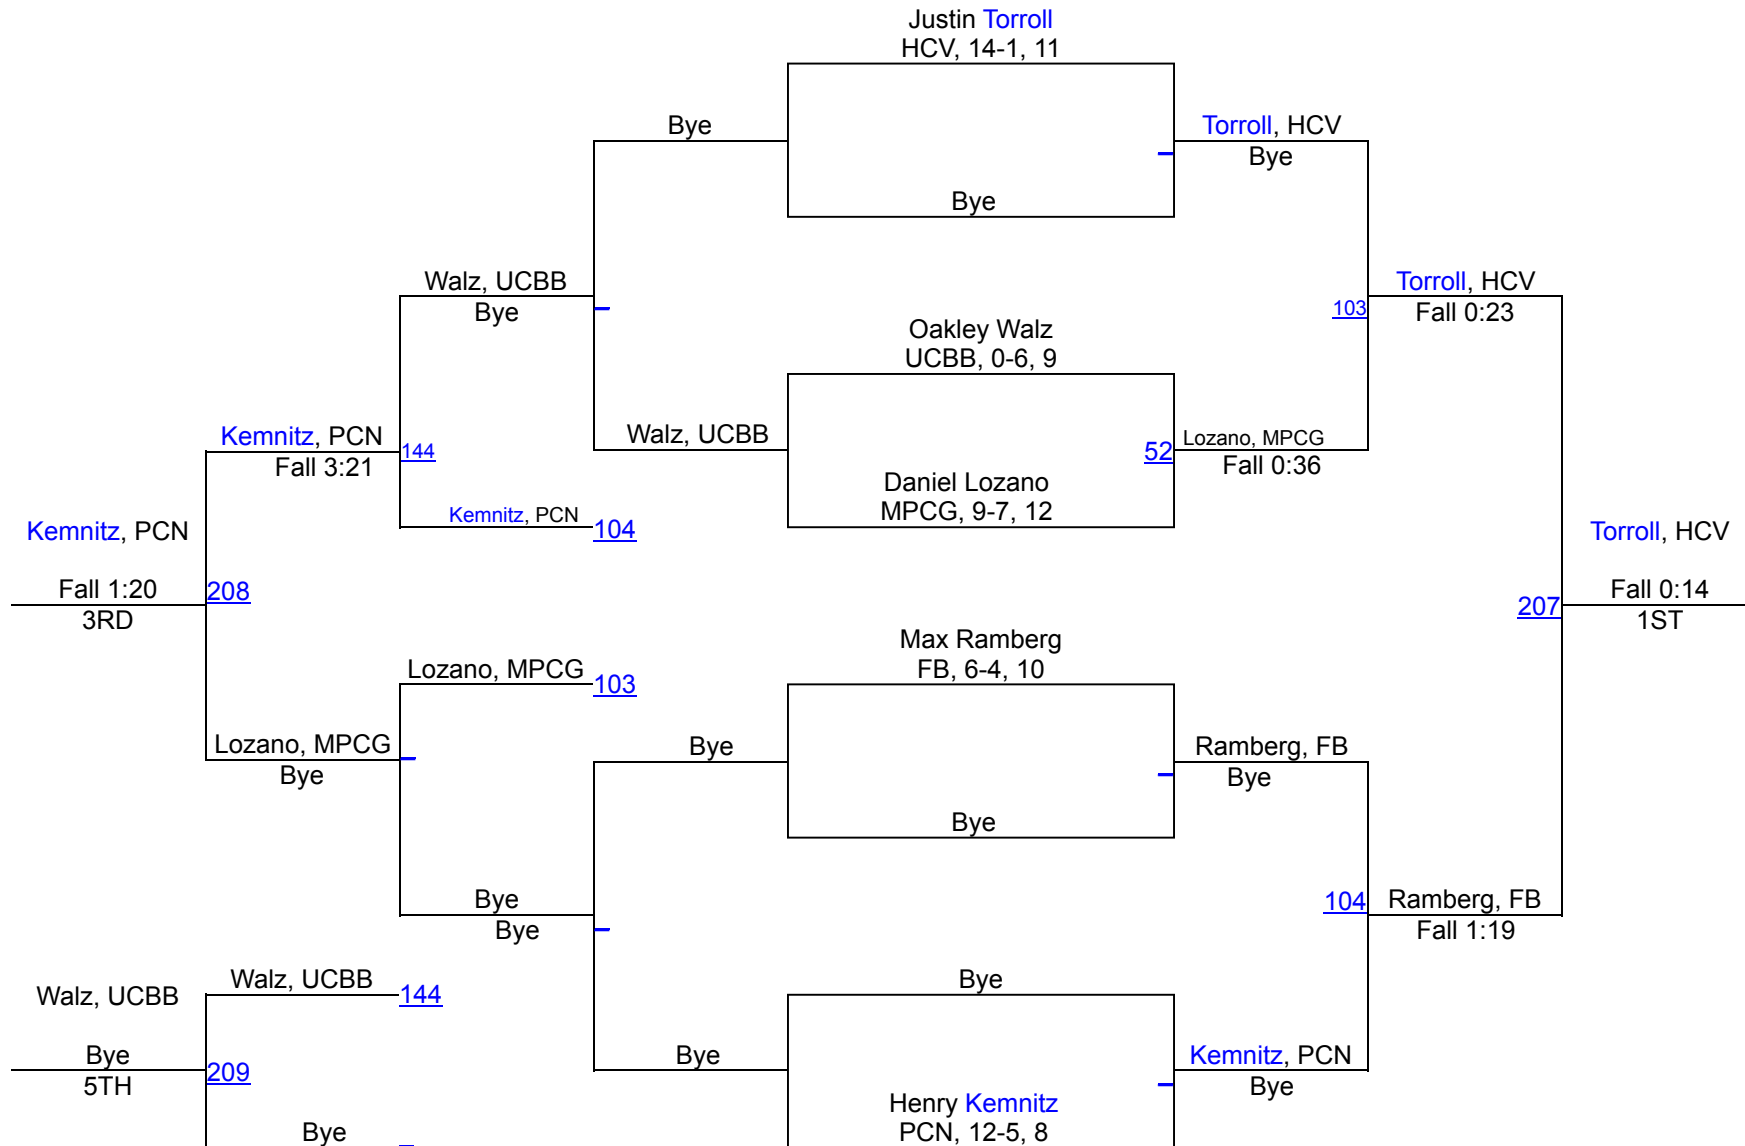 Justin Torroll
HCV, 14-1, 11
Bye
Torroll, HCV
Bye
Bye
Walz, UCBB
Bye
Torroll, HCV
103
Fall 0:23
Oakley Walz
UCBB, 0-6, 9
Kemnitz, PCN
144
Fall 3:21
Walz, UCBB
52
Lozano, MPCG
Fall 0:36
Daniel Lozano
MPCG, 9-7, 12
Kemnitz, PCN
104
Kemnitz, PCN
Torroll, HCV
Fall 1:20
208
3RD
207
Fall 0:14
1ST
Max Ramberg
FB, 6-4, 10
Lozano, MPCG
103
Lozano, MPCG
Bye
Bye
Ramberg, FB
Bye
Bye
Bye
Bye
104
Ramberg, FB
Fall 1:19
Walz, UCBB
Walz, UCBB
144
Bye
Bye
5TH
209
Bye
Kemnitz, PCN
Bye
Henry Kemnitz
PCN, 12-5, 8
Bye